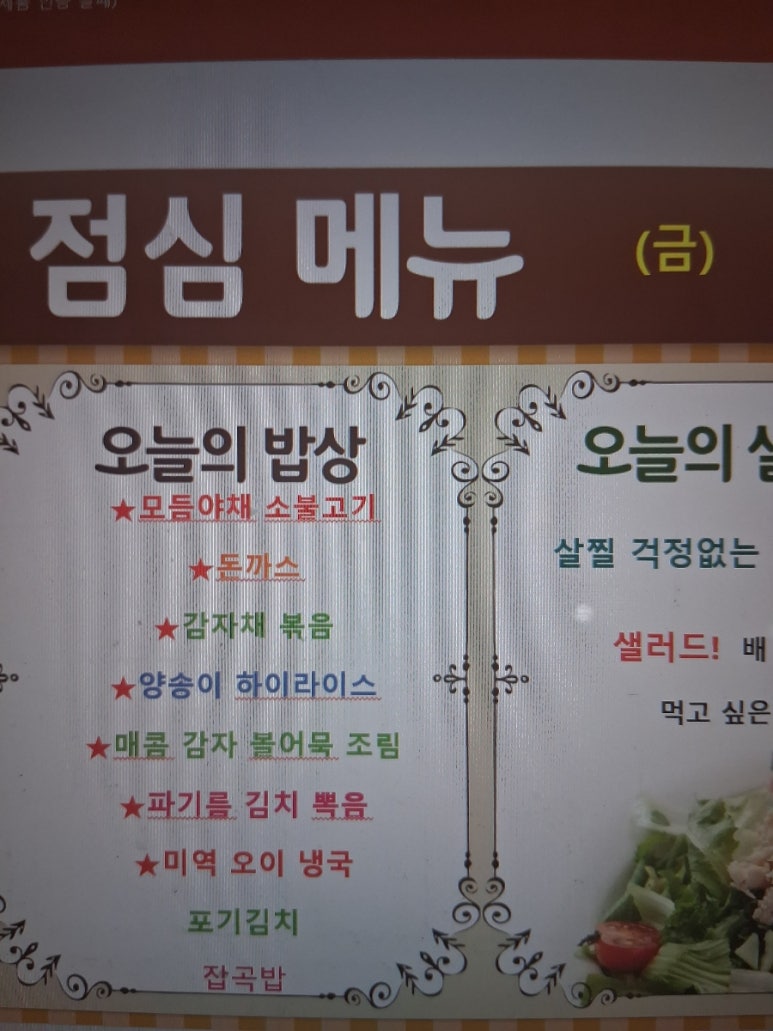 점심 메뉴 (금)
오늘의 밥상
★모듬야채 소불고기
★돈까스
★감자채 볶음
★양송이 하이라이스
★매콤 감자 볼어묵 조림
★파기름 김치 뽁음
★미역 오이 냉국
포기김치
잡곡밥
오늘의
살찔 걱정없는
샐러드! 배
먹고 싶은